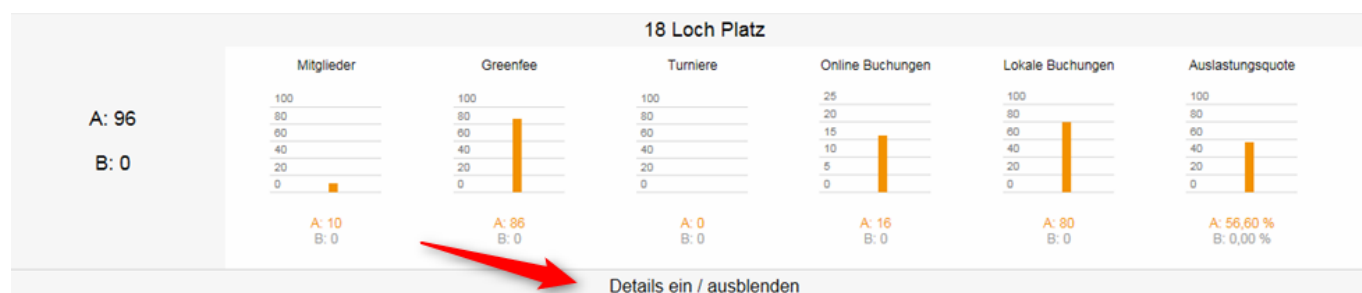 18 Loch Platz
A: 96
B: 0
Mitglieder
100
80
60
40
20
0
A: 10
B: 0
Greenfee
100
80
60
40
20
0
A: 86
B: 0
Turniere
100
80
60
40
20
0
A: 0
B: 0
Online Buchungen
25
20
15
10
5
0
A: 16
B: 0
Lokale Buchungen
100
80
60
40
20
0
A: 80
B: 0
Auslastungsquote
100
80
60
40
20
0
A: 56,60 %
B: 0,00 %
Details ein / ausblenden